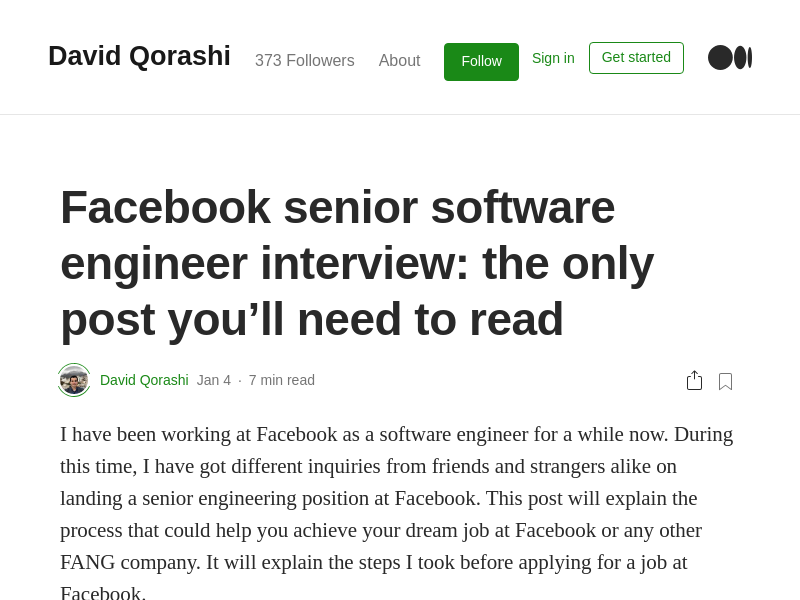 David Qorashi 373 Followers About Follow Sign in Get started
Facebook senior software
engineer interview: the only
post you’ll need to read
David Qorashi Jan 4 · 7 min read
I have been working at Facebook as a software engineer for a while now. During
this time, I have got different inquiries from friends and strangers alike on
landing a senior engineering position at Facebook. This post will explain the
process that could help you achieve your dream job at Facebook or any other
FANG company. It will explain the steps I took before applying for a job at
Facebook.